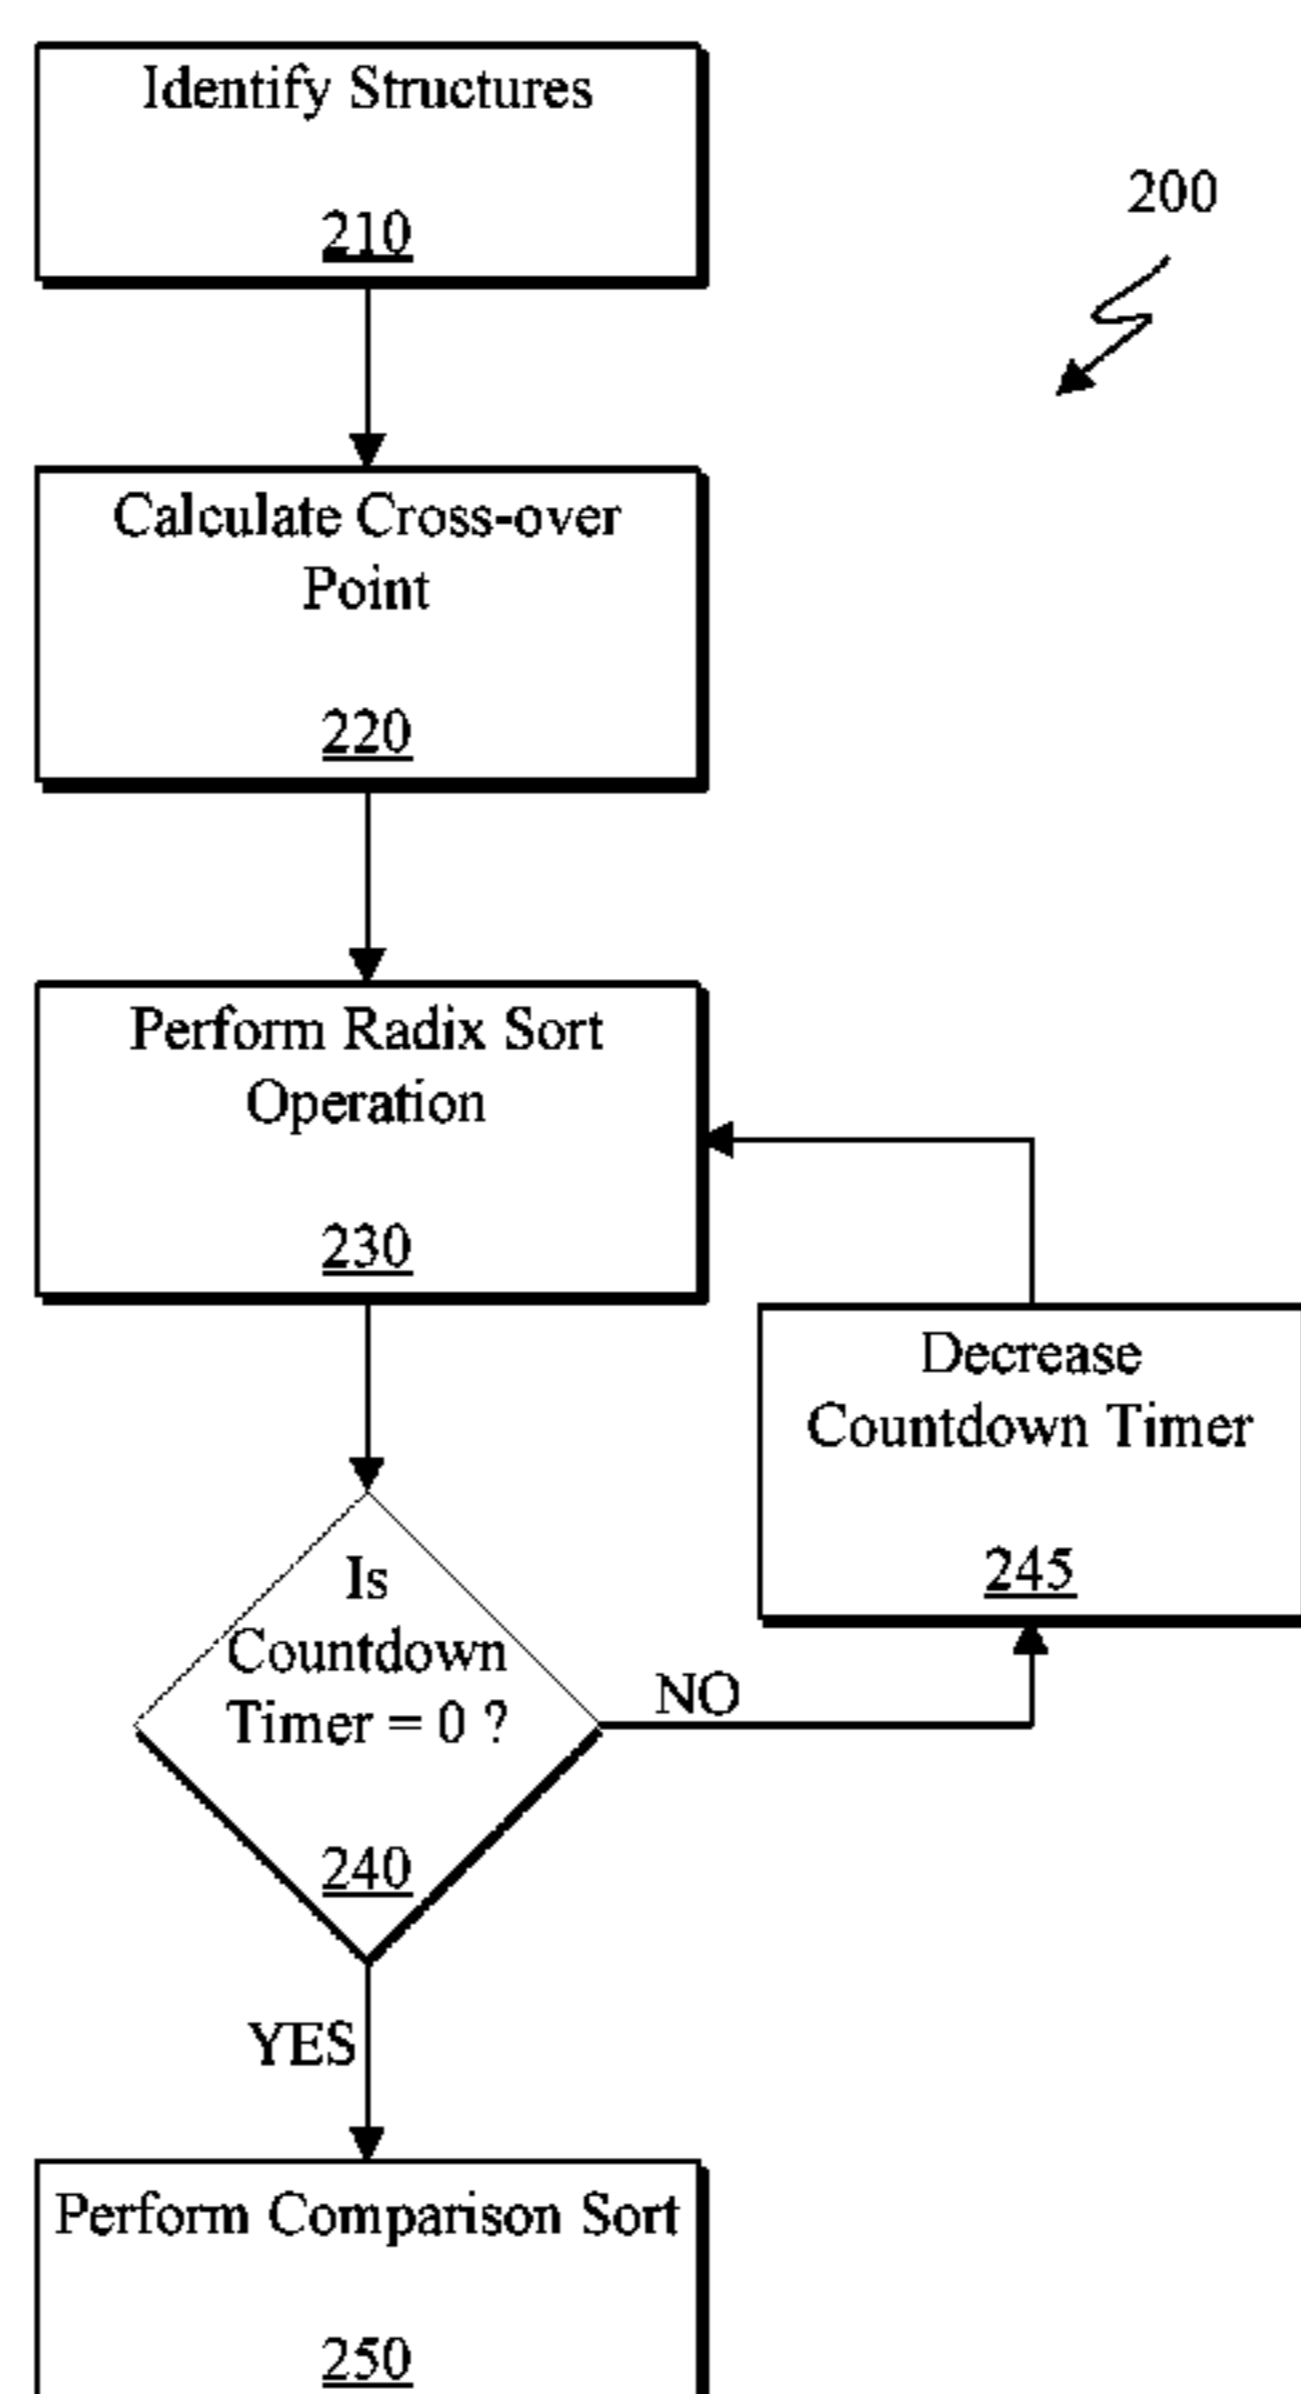 Identify Structures
210
200
Calculate Cross-over
Point
220
Perform Radix Sort
Operation
230
Decrease
Countdown Timer
245
Is
Countdown
Timer = 0 ?
240
NO
YES
Perform Comparison Sort
250